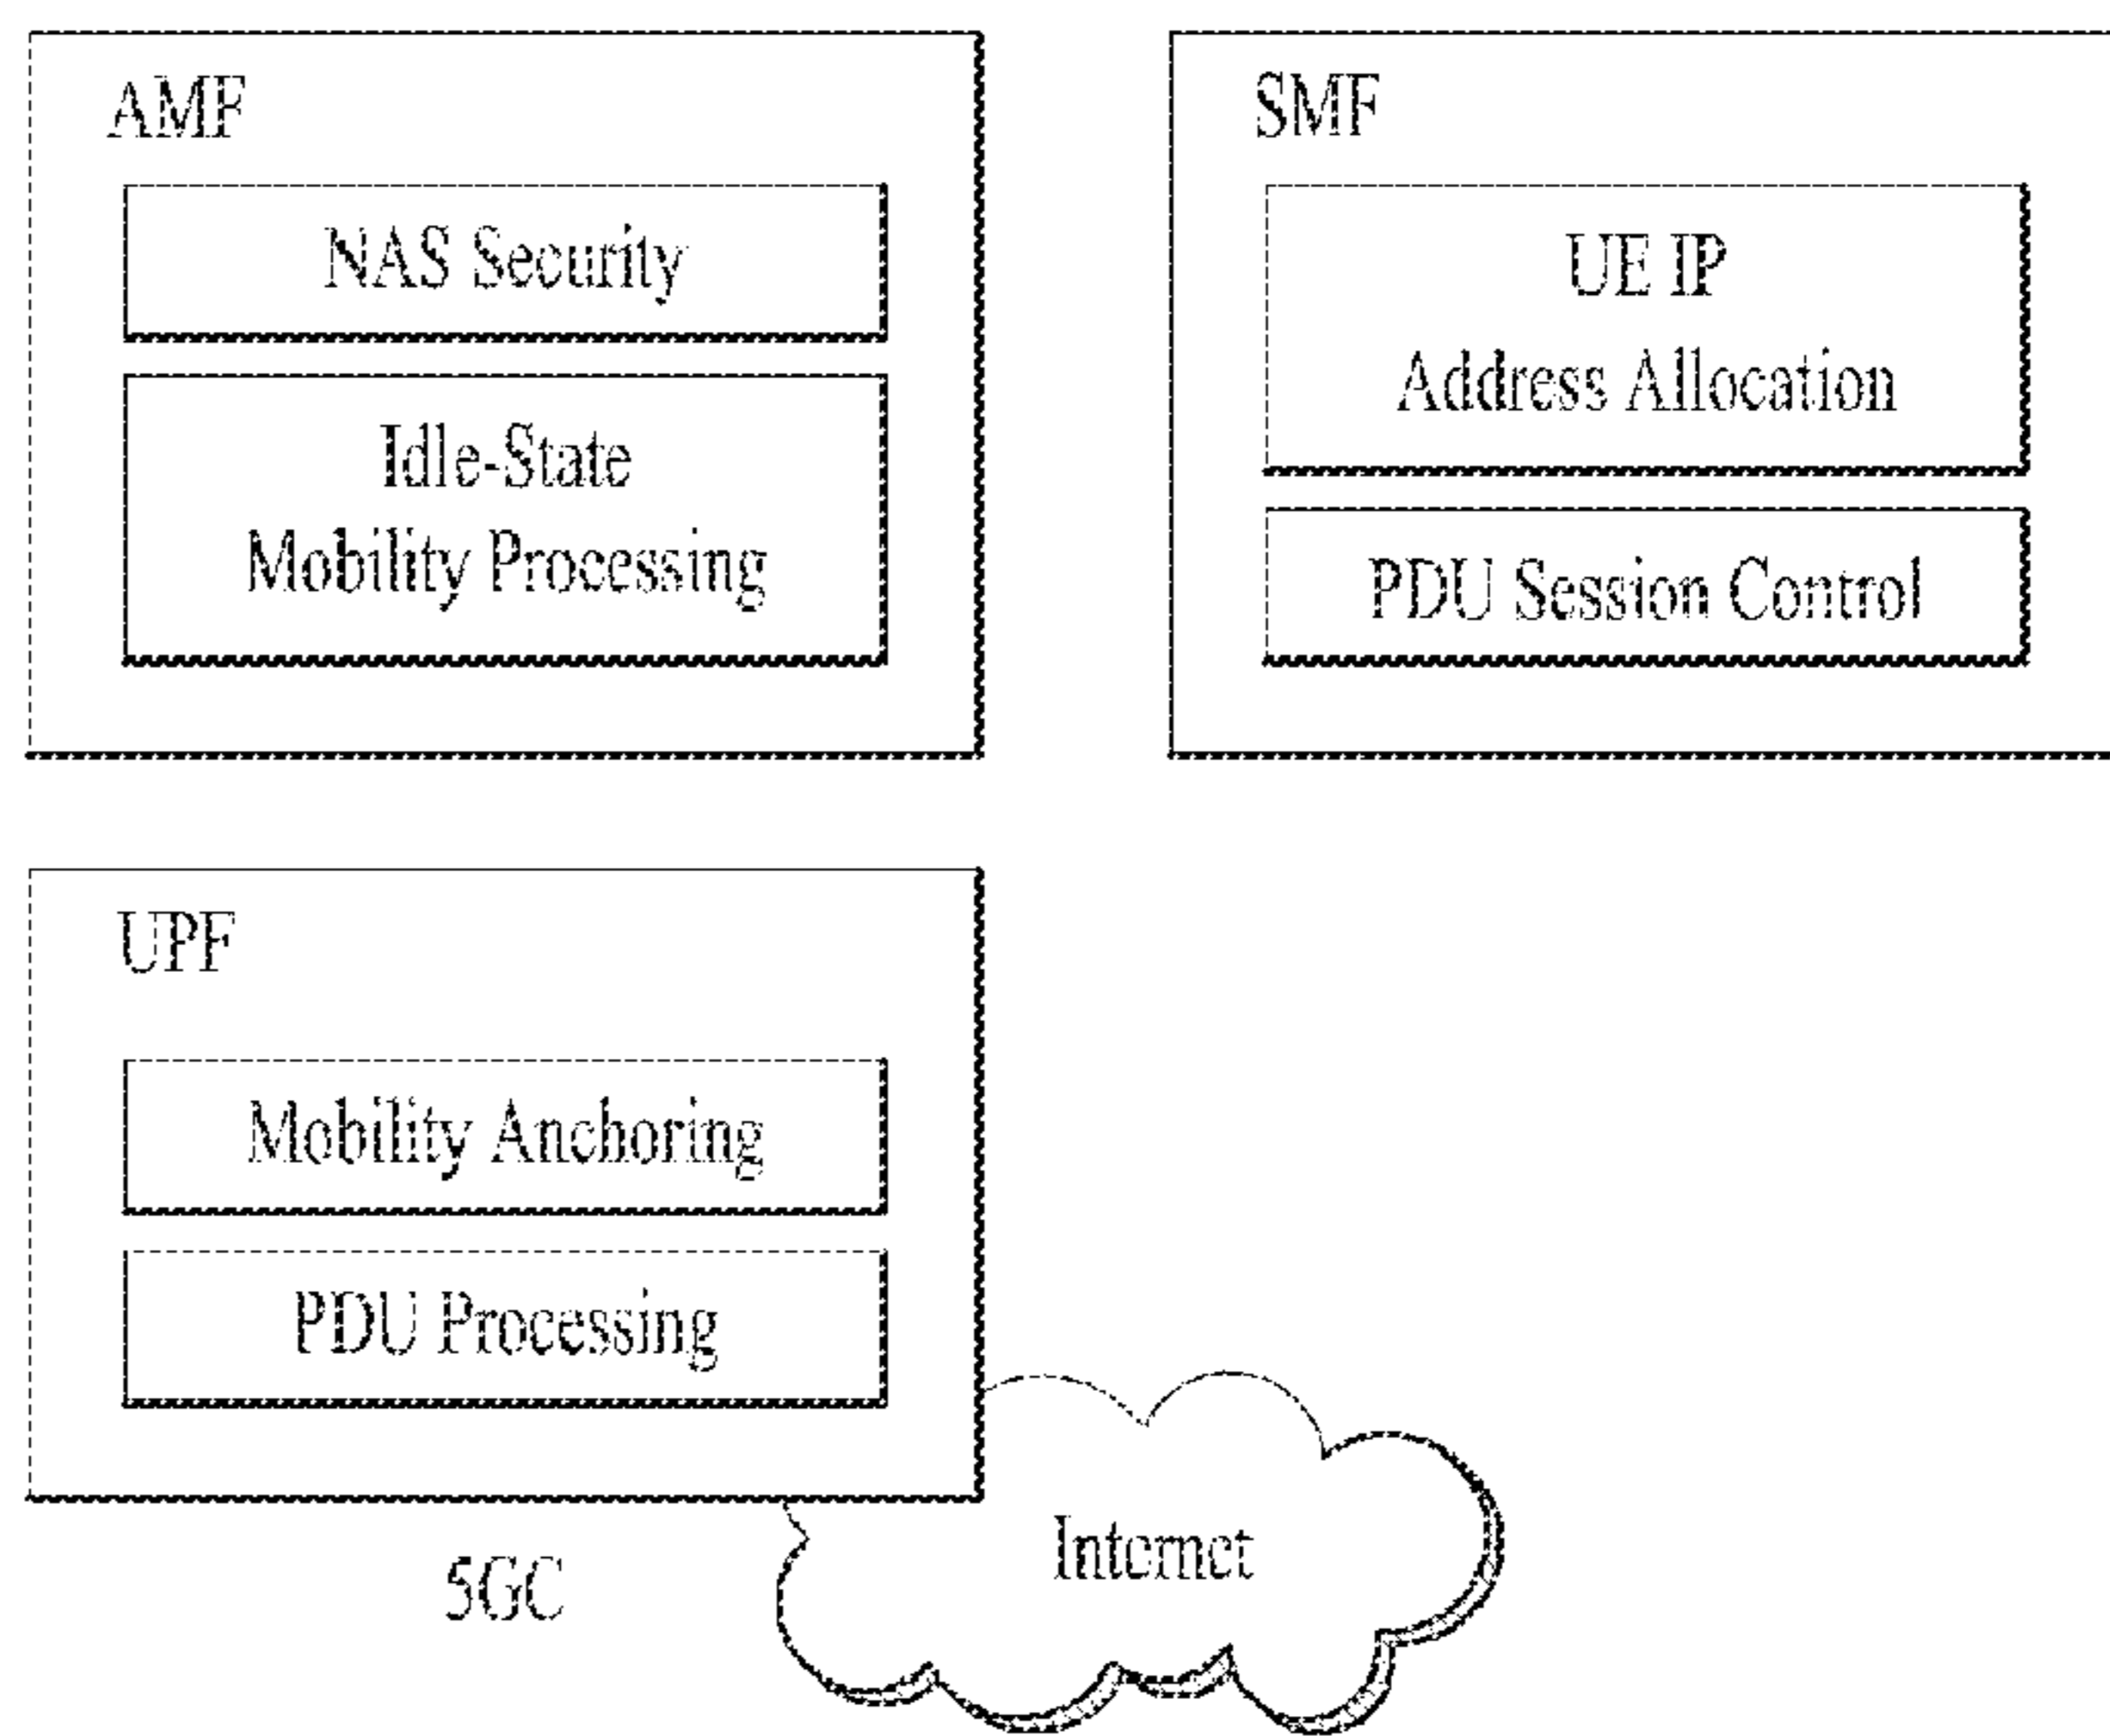 AMF
NAS Security
Idle-State
Mobility Processing
SMF
UE IP
Address Allocation
PDU Session Control
UPF
Mobility Anchoring
PDU Processing
5GC
Internet